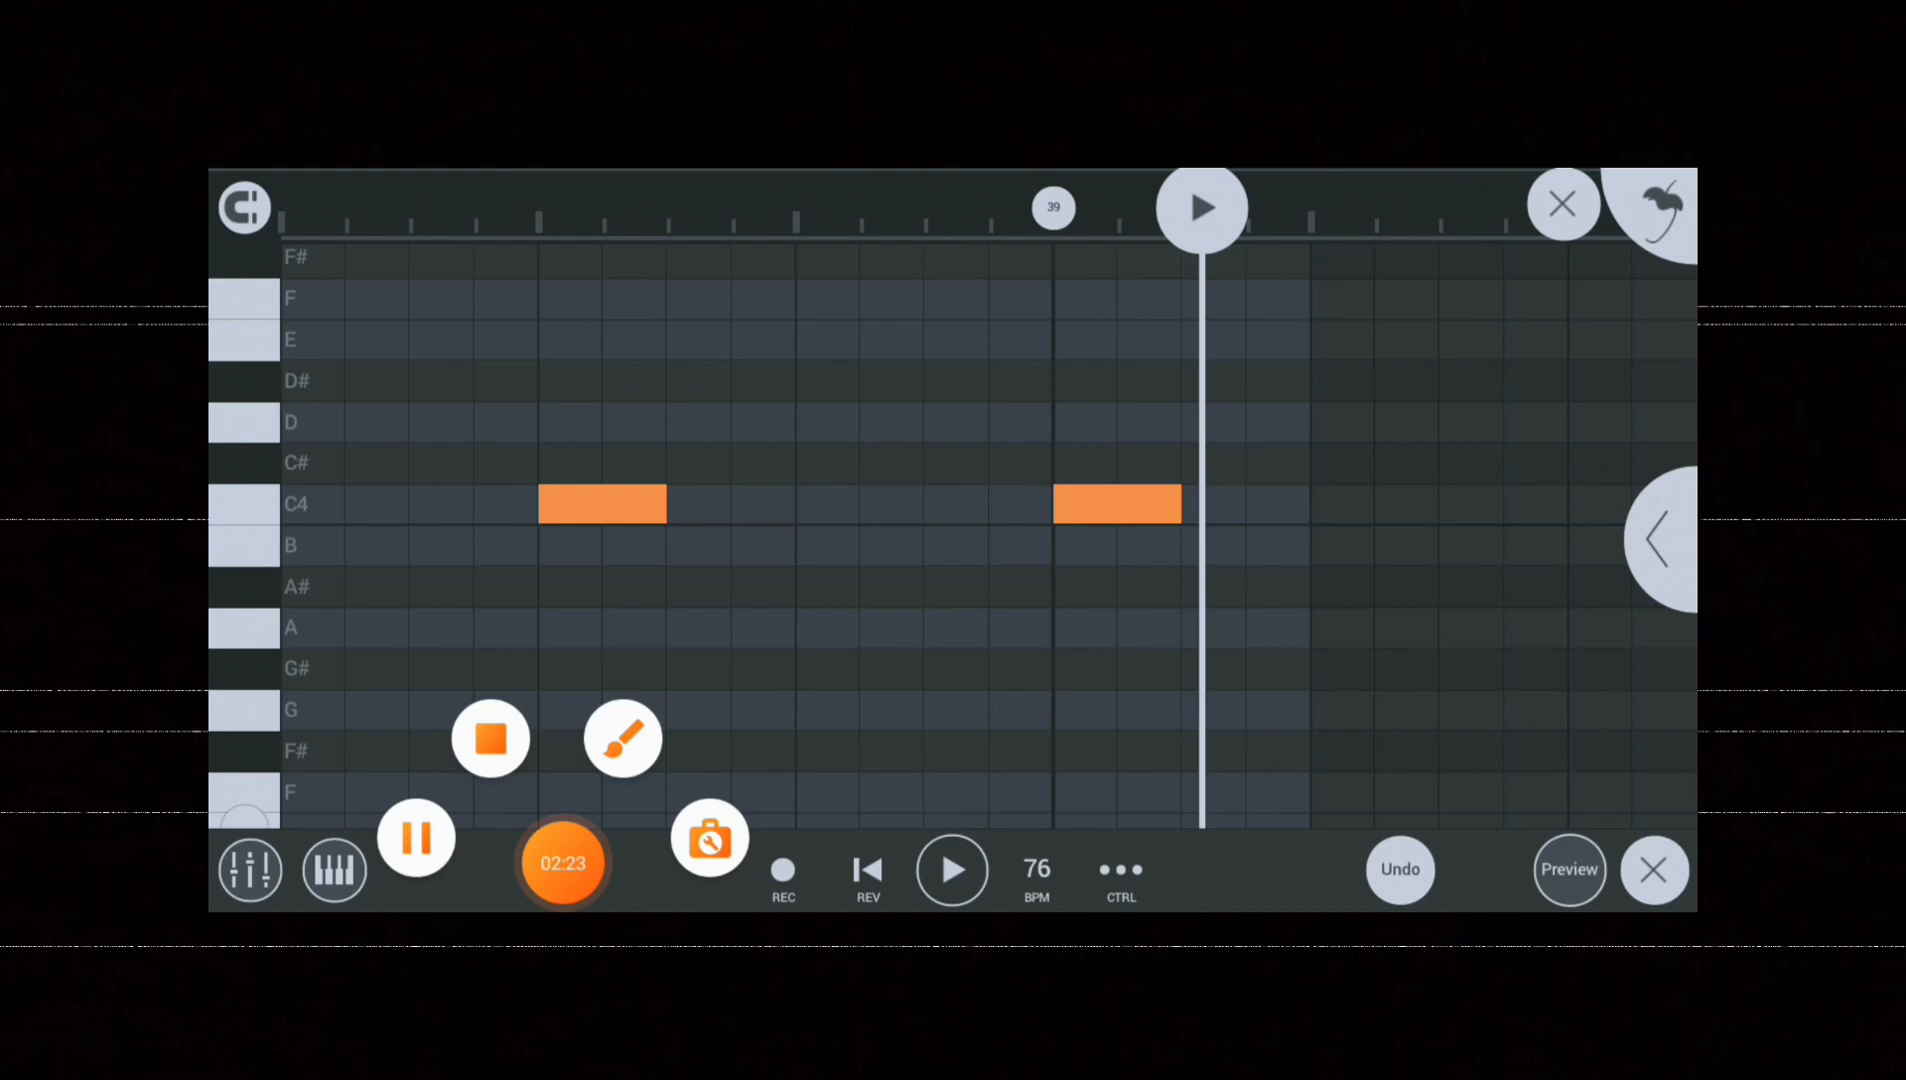 39
F#
F
E
D#
D
C#
C4
B
A#
A
G#
G
F#
F
02:23
REC
REV
76
BPM
CTRL
Undo
Preview